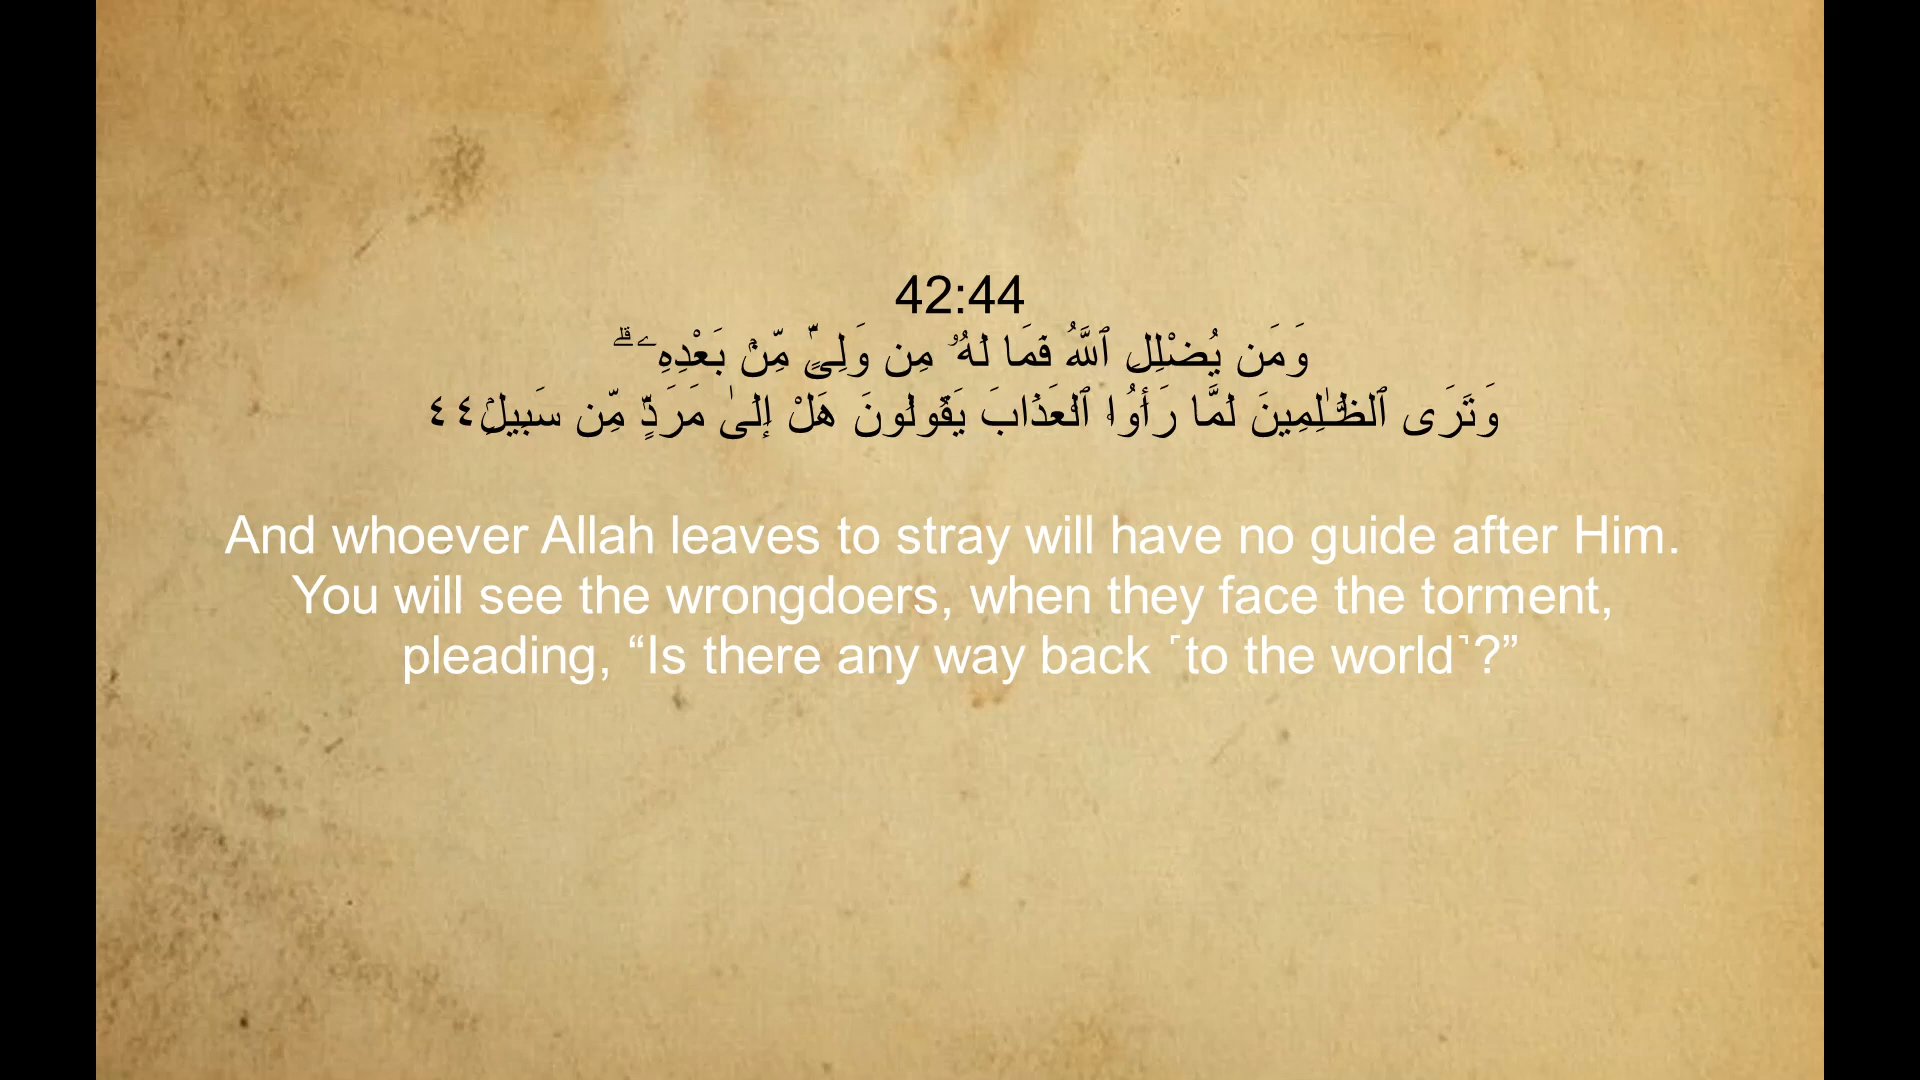 42:44
وَمَن يُضْلِلِ ٱللَّهُ فَمَا لَهُۥ مِن وَلِىٍّۢ مِّنۢ بَعْدِهِۦ ۗ
وَتَرَى ٱلظَّـٰلِمِينَ لَمَّا رَأَوُا۟ ٱلْعَذَابَ يَقُولُونَ هَلْ إِلَىٰ مَرَدٍّۢ مِّن سَبِيلٍۢ ٤٤
And whoever Allah leaves to stray will have no guide after Him.
You will see the wrongdoers, when they face the torment,
pleading, “Is there any way back ˹to the world˺?”